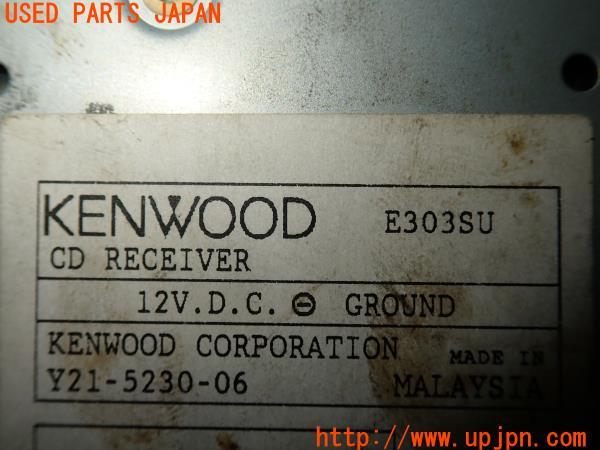 USED PARTS JAPAN
KENWOOD E303SU
CD RECEIVER
12V.D.C. ⊖ GROUND
KENWOOD CORPORATION MADE IN
Y21-5230-06 MALAYSIA
http://www.upjpn.com/